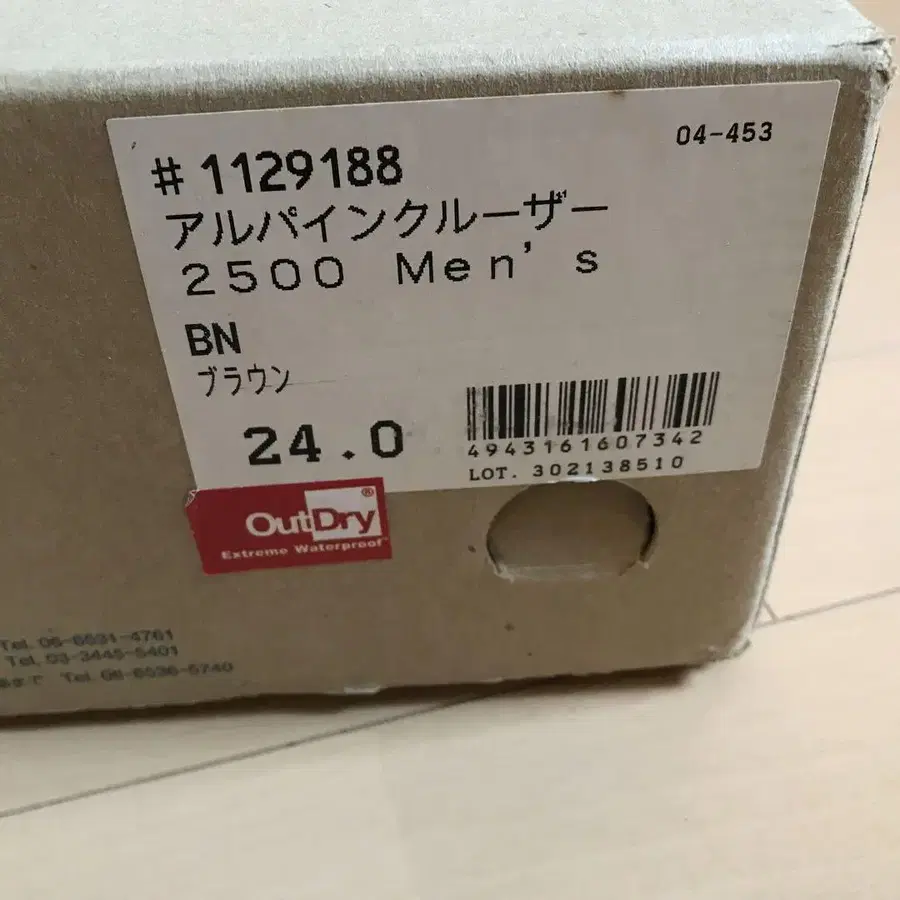 04-453
#1129188
アルパインクルーザー
2500 Men's
BN
ブラウン
24.0
4943161607342
LOT. 302138510
OutDry®
Extreme Waterproof
Tel. 06-6531-4761
Tel. 03-3445-5401
Tel. 06-6536-5740